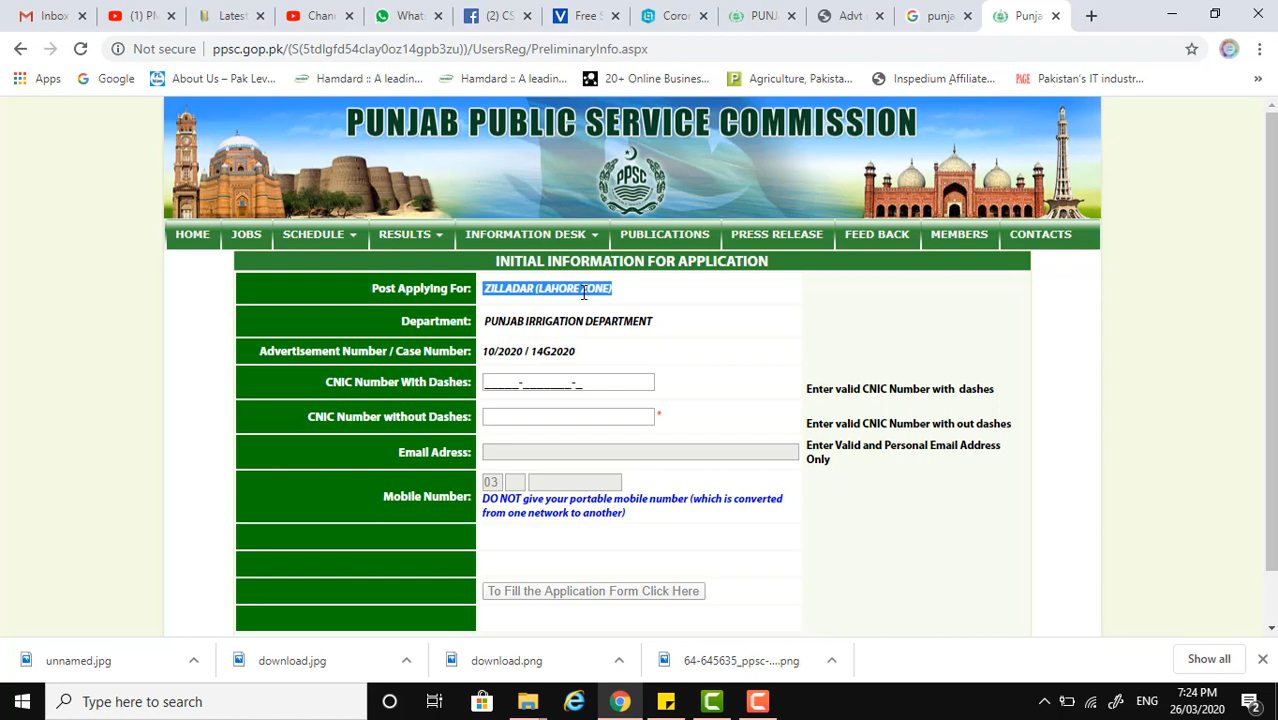 Inbox
(1) PM
Latest
Chann
Whats
(2) CS
Free S
Coron
PUNJA
Advt
punja
Punja
Not secure
ppsc.gop.pk/(S(5tdlgfd54clay0oz14gpb3zu))/UsersReg/PreliminaryInfo.aspx
Apps
Google
About Us – Pak Lev...
Hamdard :: A leadin...
Hamdard :: A leadin...
20+ Online Busines...
Agriculture, Pakista...
Inspedium Affiliate...
Pakistan's IT industr...
PUNJAB PUBLIC SERVICE COMMISSION
PPSC
HOME JOBS SCHEDULE RESULTS INFORMATION DESK PUBLICATIONS PRESS RELEASE FEED BACK MEMBERS CONTACTS
INITIAL INFORMATION FOR APPLICATION
Post Applying For: ZILLADAR (LAHORE ZONE)
Department: PUNJAB IRRIGATION DEPARTMENT
Advertisement Number / Case Number: 10/2020 / 14G2020
CNIC Number With Dashes: _____-_______-_ Enter valid CNIC Number with dashes
CNIC Number without Dashes: * Enter valid CNIC Number with out dashes
Email Adress: Enter Valid and Personal Email Address
Only
Mobile Number: 03
DO NOT give your portable mobile number (which is converted
from one network to another)
To Fill the Application Form Click Here
unnamed.jpg
download.jpg
download.png
64-645635_ppsc-....png
Show all
Type here to search
ENG
7:24 PM
26/03/2020
2